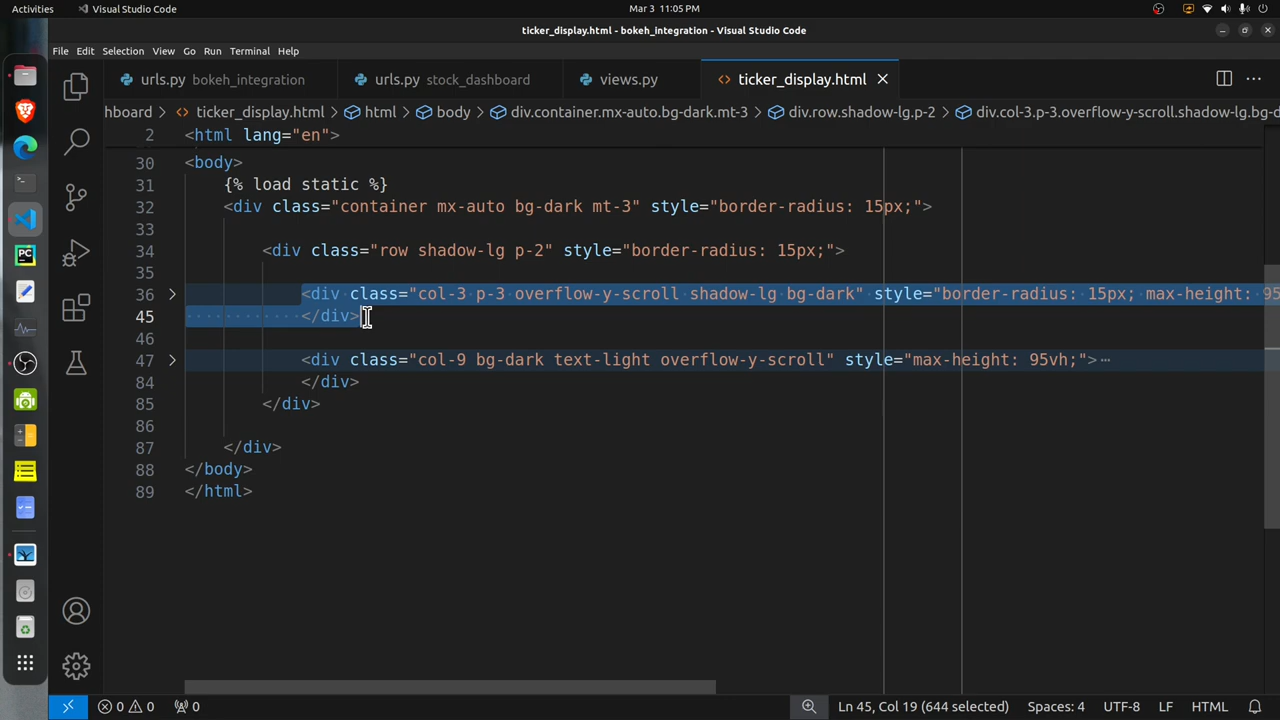 Activities Visual Studio Code Mar 3 11:05 PM
ticker_display.html - bokeh_integration - Visual Studio Code
File Edit Selection View Go Run Terminal Help
urls.py bokeh_integration urls.py stock_dashboard views.py <> ticker_display.html
hboard > <> ticker_display.html > html > body > div.container.mx-auto.bg-dark.mt-3 > div.row.shadow-lg.p-2 > div.col-3.p-3.overflow-y-scroll.shadow-lg.bg-d
2 <html lang="en">
30 <body>
31 {% load static %}
32 <div class="container mx-auto bg-dark mt-3" style="border-radius: 15px;">
33
34 <div class="row shadow-lg p-2" style="border-radius: 15px;">
35
36 <div class="col-3 p-3 overflow-y-scroll shadow-lg bg-dark" style="border-radius: 15px; max-height: 95
45 </div>
46
47 <div class="col-9 bg-dark text-light overflow-y-scroll" style="max-height: 95vh;">⋯
84 </div>
85 </div>
86
87 </div>
88 </body>
89 </html>
0 0 0 Ln 45, Col 19 (644 selected) Spaces: 4 UTF-8 LF HTML